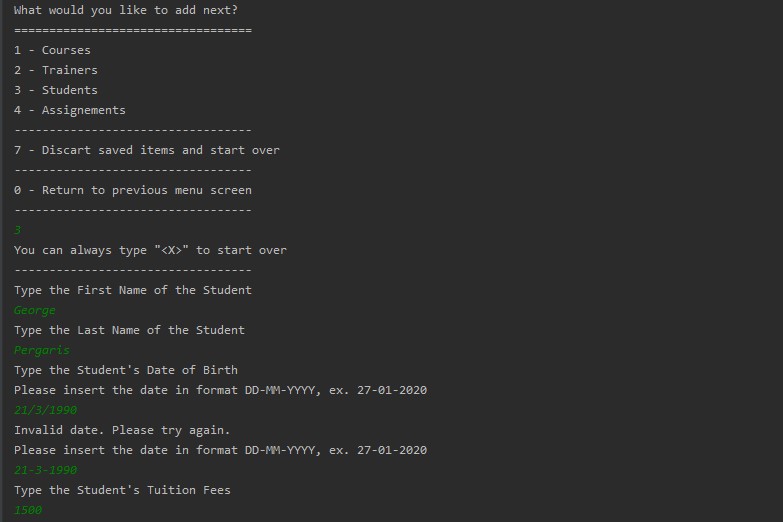 What would you like to add next?
==================================
1 - Courses
2 - Trainers
3 - Students
4 - Assignements
----------------------------------
7 - Discart saved items and start over
----------------------------------
0 - Return to previous menu screen
----------------------------------
3
You can always type "<X>" to start over
----------------------------------
Type the First Name of the Student
George
Type the Last Name of the Student
Pergaris
Type the Student's Date of Birth
Please insert the date in format DD-MM-YYYY, ex. 27-01-2020
21/3/1990
Invalid date. Please try again.
Please insert the date in format DD-MM-YYYY, ex. 27-01-2020
21-3-1990
Type the Student's Tuition Fees
1500